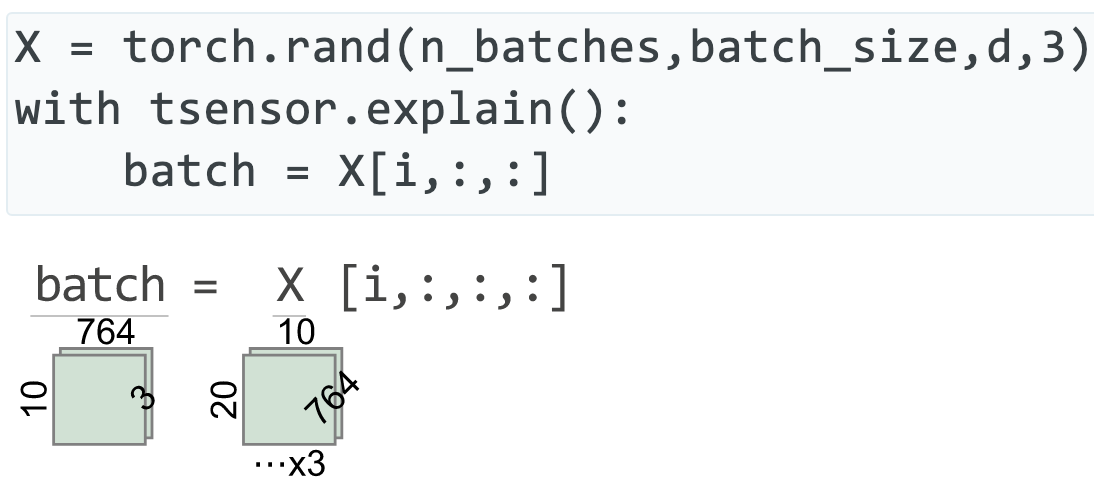 X = torch.rand(n_batches,batch_size,d,3)
with tsensor.explain():
    batch = X[i,:,:]
batch = X [i,:,:,:]
764
10
10
3
20
764
⋯x3